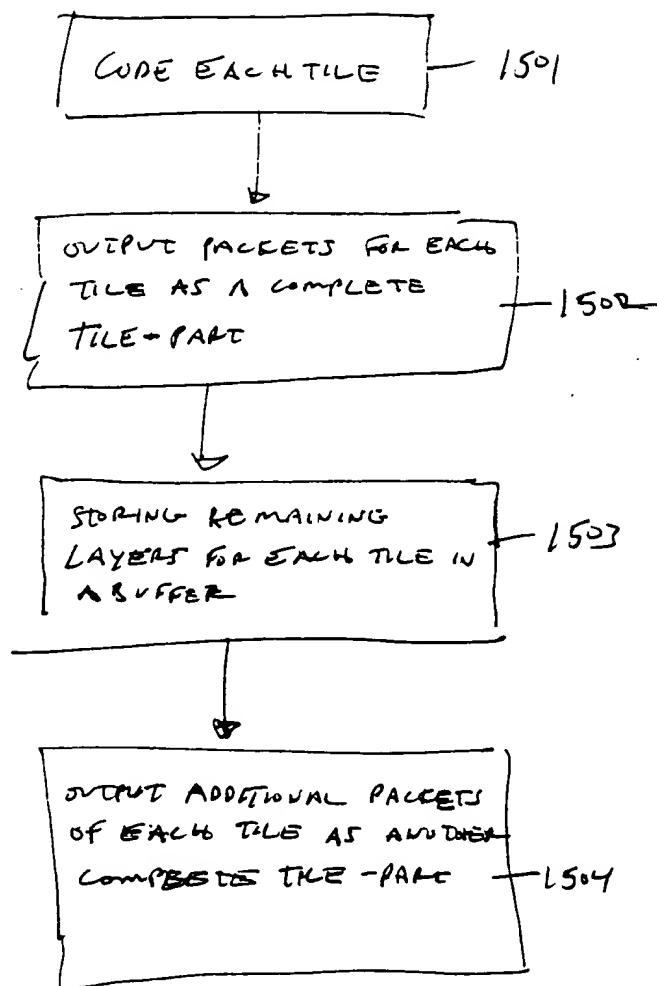 CODE EACH TILE
1501
OUTPUT PACKETS FOR EACH
TILE AS A COMPLETE
TILE-PART
1502
STORING REMAINING
LAYERS FOR EACH TILE IN
A BUFFER
1503
OUTPUT ADDITIONAL PACKETS
OF EACH TILE AS ANOTHER
COMPLETE TILE-PART
1504